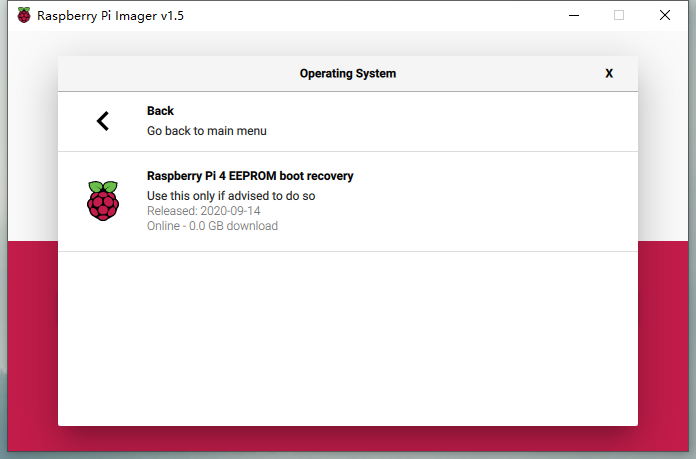 Raspberry Pi Imager v1.5
Operating System
X
Back
Go back to main menu
Raspberry Pi 4 EEPROM boot recovery
Use this only if advised to do so
Released: 2020-09-14
Online - 0.0 GB download